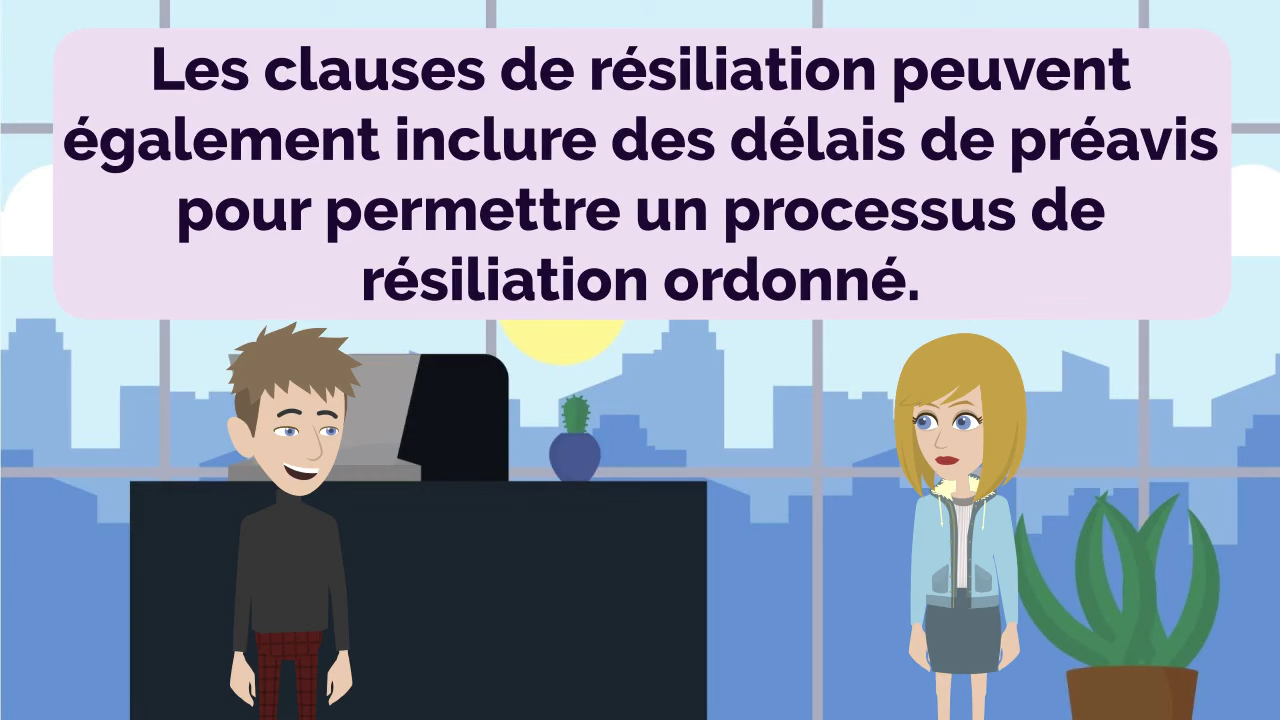 Les clauses de résiliation peuvent
également inclure des délais de préavis
pour permettre un processus de
résiliation ordonné.